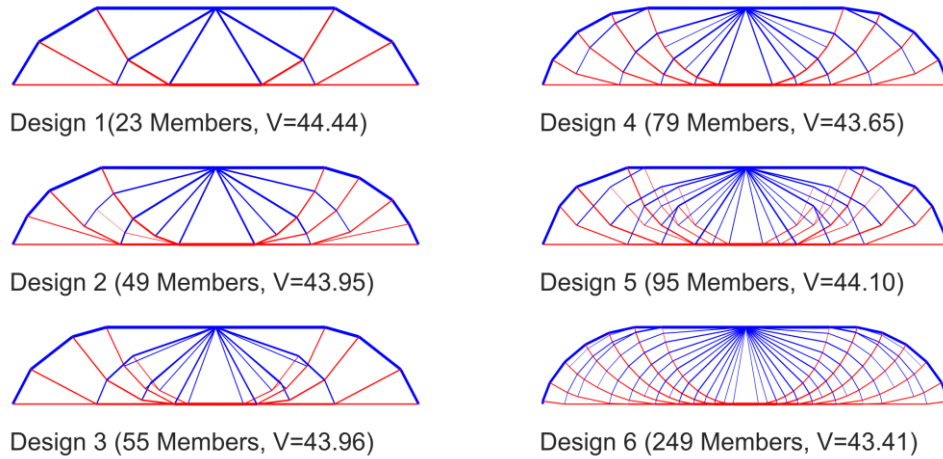 Design 1(23 Members, V=44.44)
Design 4 (79 Members, V=43.65)
Design 2 (49 Members, V=43.95)
Design 5 (95 Members, V=44.10)
Design 3 (55 Members, V=43.96)
Design 6 (249 Members, V=43.41)